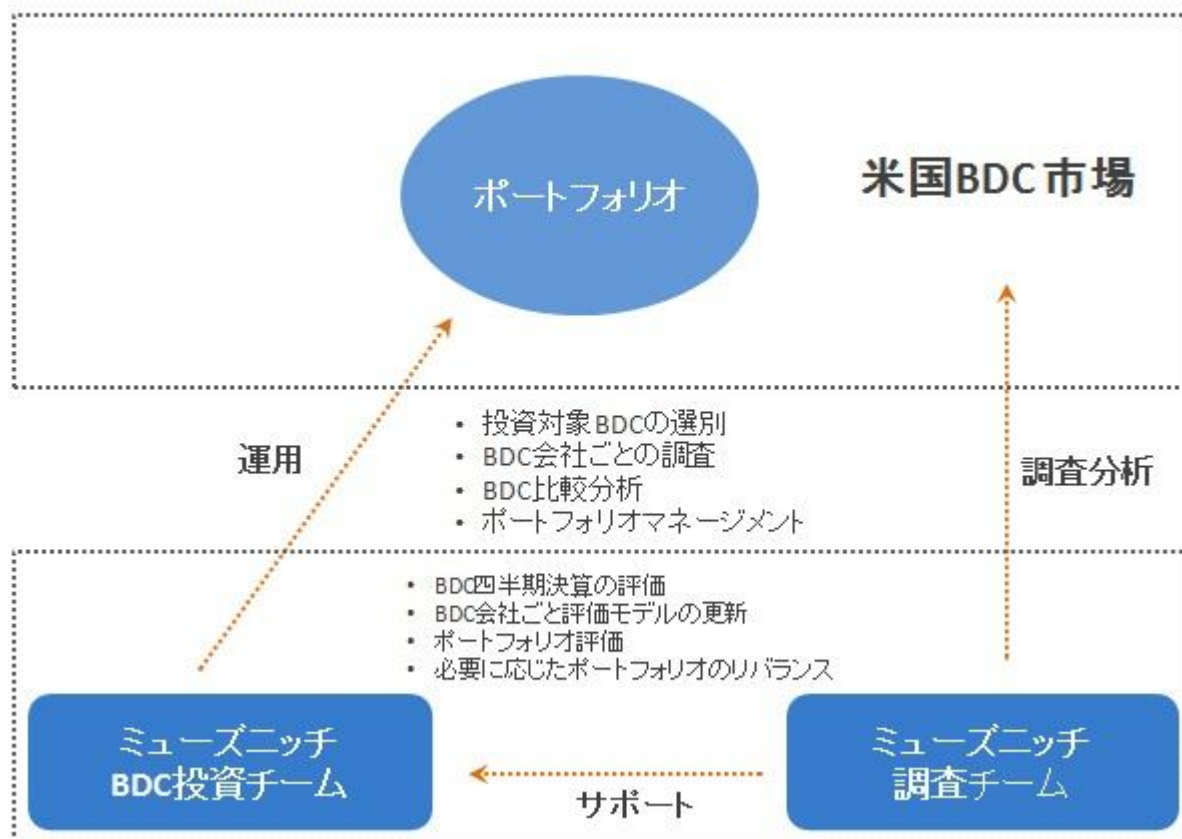 ポートフォリオ
米国BDC市場
運用
• 投資対象BDCの選別
• BDC会社ごとの調査
• BDC比較分析
• ポートフォリオマネージメント
調査分析
• BDC四半期決算の評価
• BDC会社ごと評価モデルの更新
• ポートフォリオ評価
• 必要に応じたポートフォリオのリバランス
ミューズニッチ
BDC投資チーム
サポート
ミューズニッチ
調査チーム